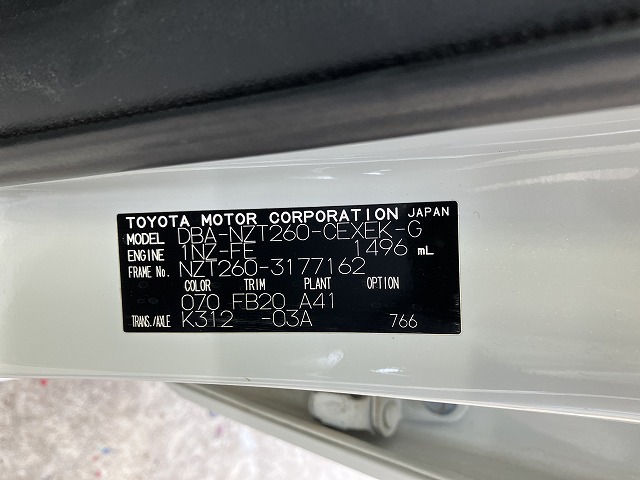 TOYOTA MOTOR CORPORATION JAPAN
MODEL DBA-NZT260-CEXEK-G
ENGINE 1NZ-FE 1496 mL
FRAME No. NZT260-3177162
COLOR TRIM PLANT OPTION
070 FB20 A41
TRANS./AXLE K312 -03A 766